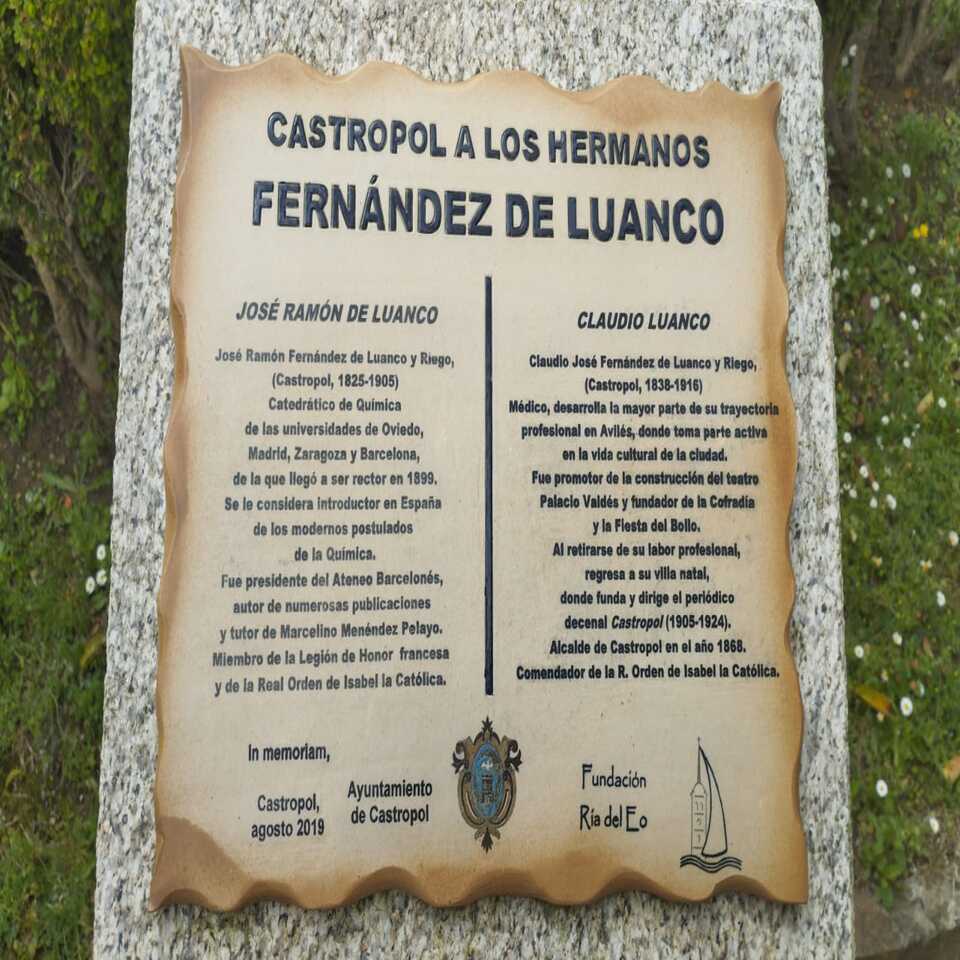 CASTROPOL A LOS HERMANOS
FERNÁNDEZ DE LUANCO
JOSÉ RAMÓN DE LUANCO
José Ramón Fernández de Luanco y Riego,
(Castropol, 1825-1905)
Catedrático de Química
de las universidades de Oviedo,
Madrid, Zaragoza y Barcelona,
de la que llegó a ser rector en 1899.
Se le considera introductor en España
de los modernos postulados
de la Química.
Fue presidente del Ateneo Barcelonés,
autor de numerosas publicaciones
y tutor de Marcelino Menéndez Pelayo.
Miembro de la Legión de Honor francesa
y de la Real Orden de Isabel la Católica.
CLAUDIO LUANCO
Claudio José Fernández de Luanco y Riego,
(Castropol, 1838-1916)
Médico, desarrolla la mayor parte de su trayectoria
profesional en Avilés, donde toma parte activa
en la vida cultural de la ciudad.
Fue promotor de la construcción del teatro
Palacio Valdés y fundador de la Cofradía
y la Fiesta del Bollo.
Al retirarse de su labor profesional,
regresa a su villa natal,
donde funda y dirige el periódico
decenal Castropol (1905-1924).
Alcalde de Castropol en el año 1868.
Comendador de la R. Orden de Isabel la Católica.
In memoriam,
Castropol,
agosto 2019
Ayuntamiento
de Castropol
Fundación
Ría del Eo